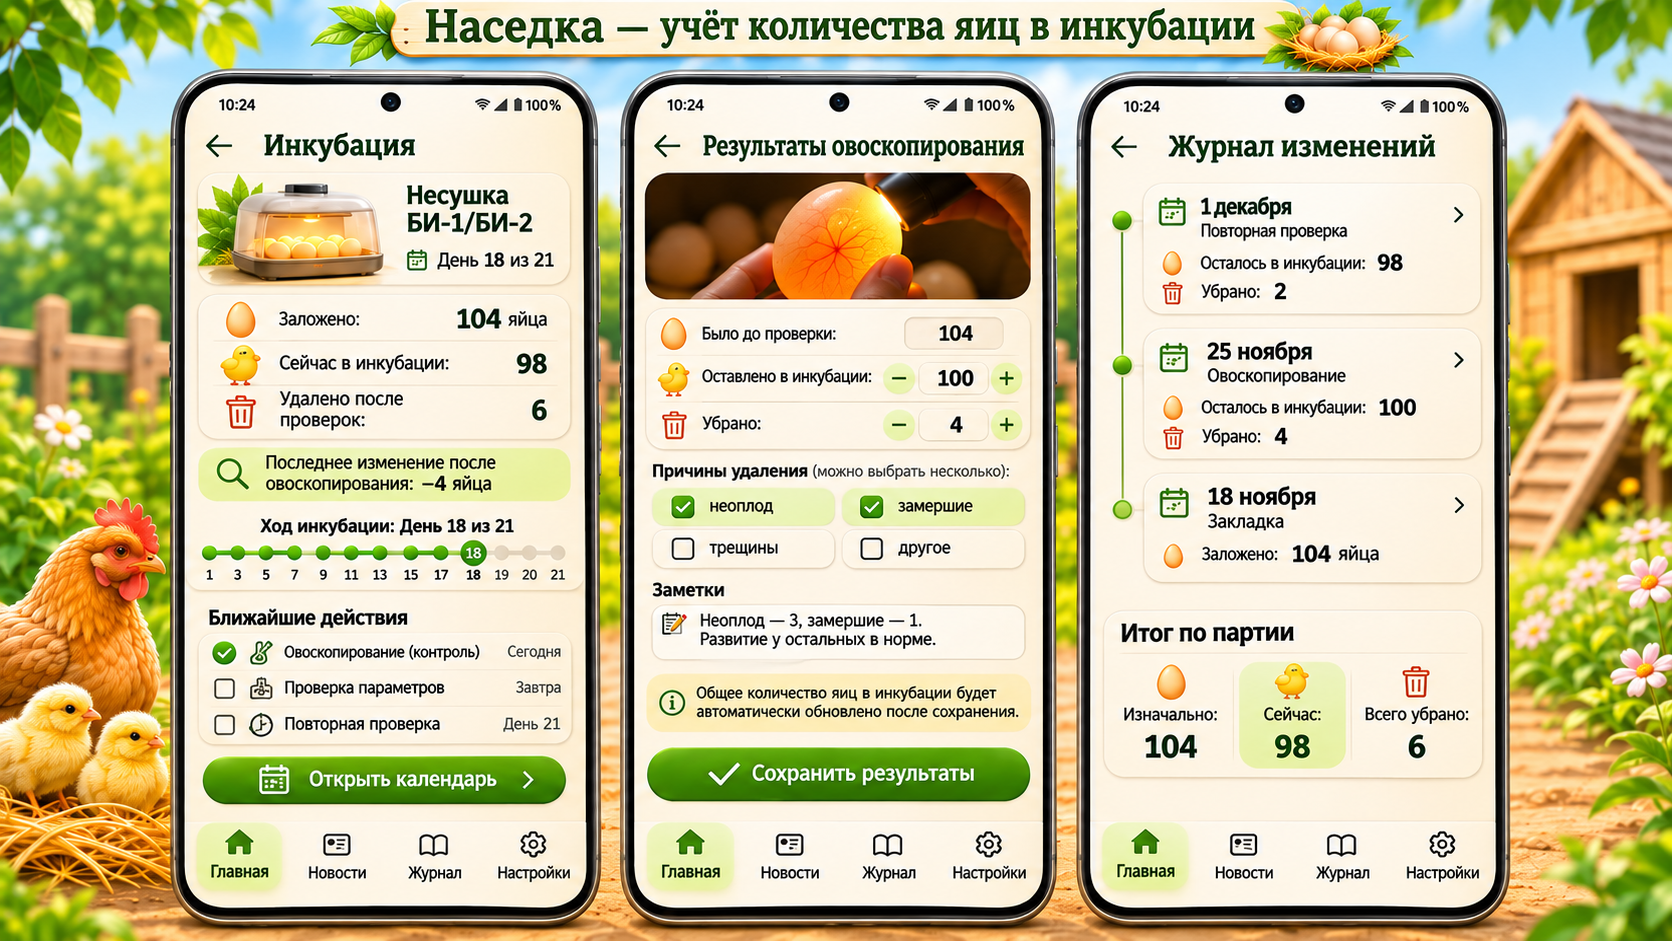 Наседка — учёт количества яиц в инкубации
10:24
100%
Инкубация
Несушка
БИ-1/БИ-2
День 18 из 21
Заложено: 104 яйца
Сейчас в инкубации: 98
Удалено после
проверок: 6
Последнее изменение после
овоскопирования: −4 яйца
Ход инкубации: День 18 из 21
18
1 3 5 7 9 11 13 15 17 18 19 20 21
Ближайшие действия
Овоскопирование (контроль) Сегодня
Проверка параметров Завтра
Повторная проверка День 21
Открыть календарь
Главная Новости Журнал Настройки
10:24
100%
Результаты овоскопирования
Было до проверки: 104
Оставлено в инкубации: − 100 +
Убрано: − 4 +
Причины удаления (можно выбрать несколько):
неоплод замершие
трещины другое
Заметки
Неоплод — 3, замершие — 1.
Развитие у остальных в норме.
Общее количество яиц в инкубации будет
автоматически обновлено после сохранения.
Сохранить результаты
Главная Новости Журнал Настройки
10:24
100%
Журнал изменений
1 декабря
Повторная проверка
Осталось в инкубации: 98
Убрано: 2
25 ноября
Овоскопирование
Осталось в инкубации: 100
Убрано: 4
18 ноября
Закладка
Заложено: 104 яйца
Итог по партии
Изначально: Сейчас: Всего убрано:
104 98 6
Главная Новости Журнал Настройки